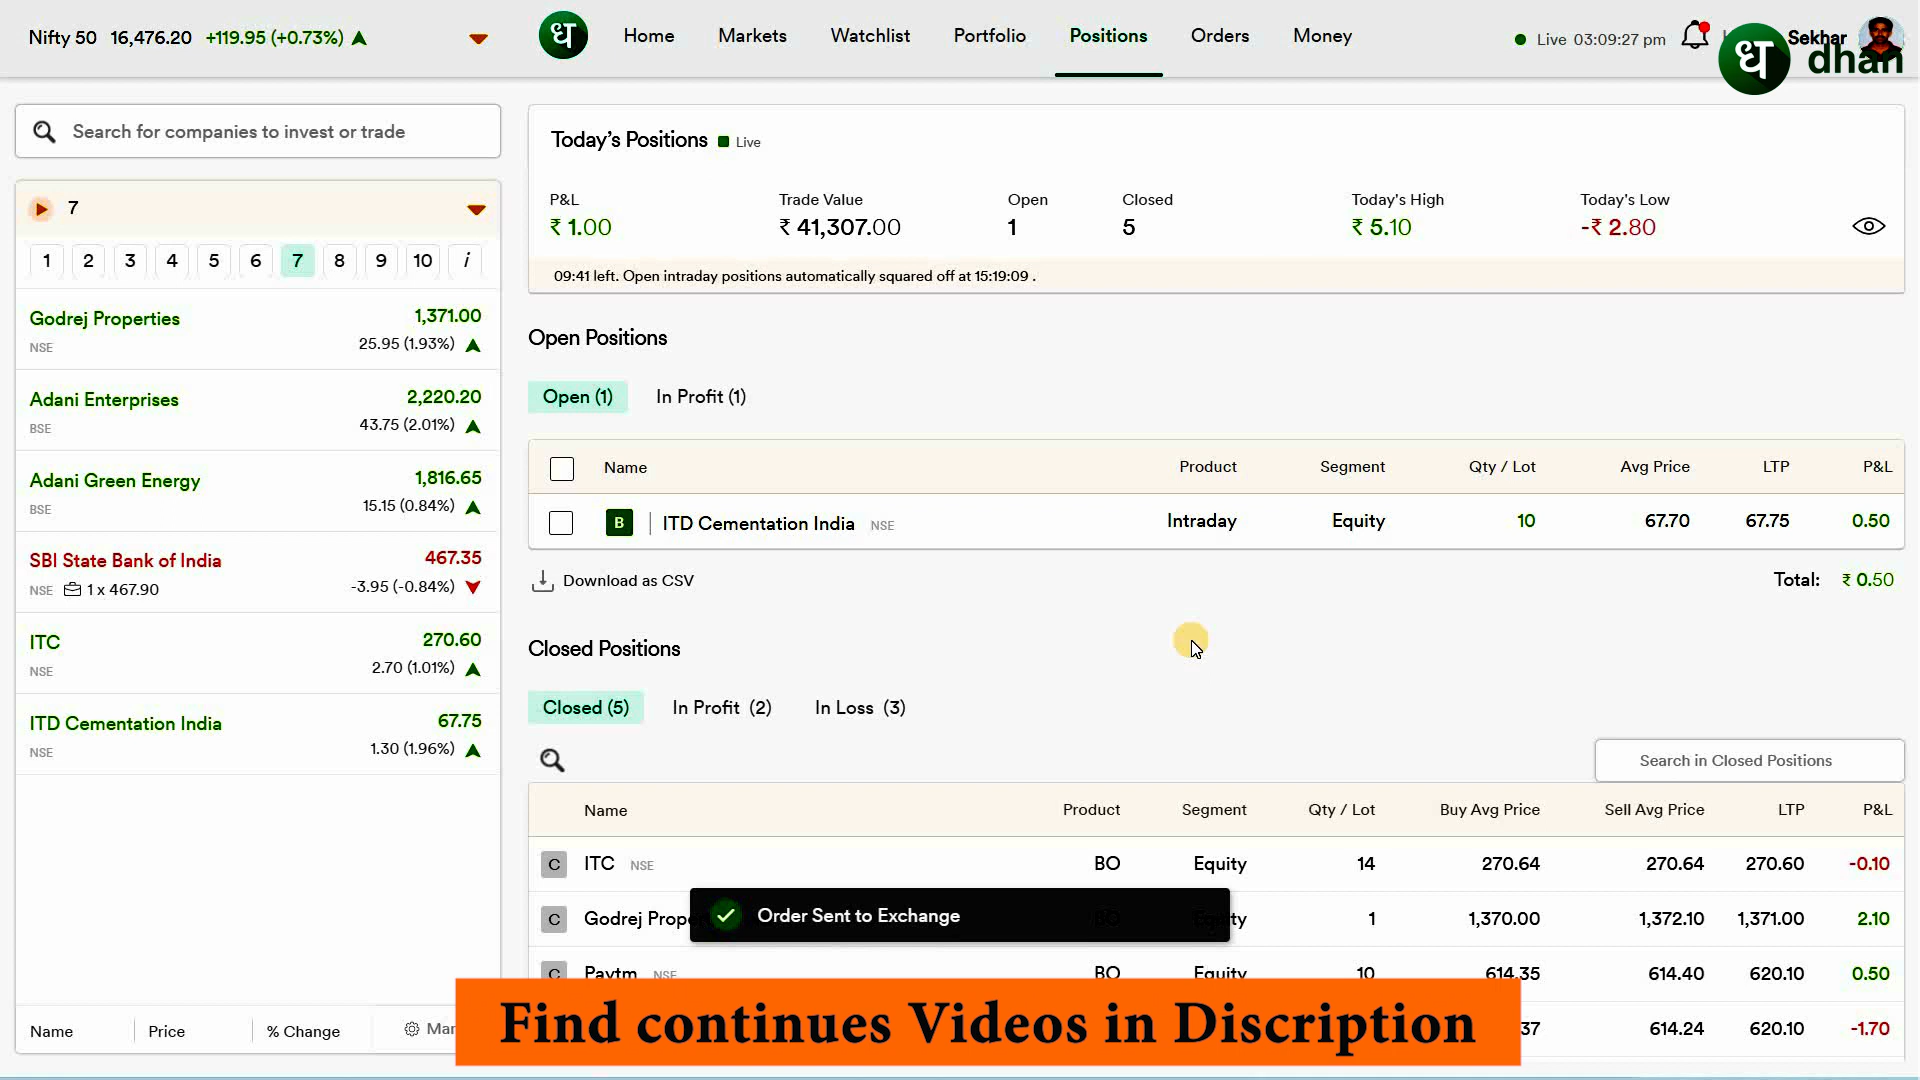 Nifty 50 16,476.20 +119.95 (+0.73%)
ध Home Markets Watchlist Portfolio Positions Orders Money
Live 03:09:27 pm Sekhar
ध dhan
Search for companies to invest or trade
7
1 2 3 4 5 6 7 8 9 10 i
Godrej Properties 1,371.00
NSE 25.95 (1.93%)
Adani Enterprises 2,220.20
BSE 43.75 (2.01%)
Adani Green Energy 1,816.65
BSE 15.15 (0.84%)
SBI State Bank of India 467.35
NSE 1 x 467.90 -3.95 (-0.84%)
ITC 270.60
NSE 2.70 (1.01%)
ITD Cementation India 67.75
NSE 1.30 (1.96%)
Name Price % Change
Today's Positions Live
P&L Trade Value Open Closed Today's High Today's Low
₹ 1.00 ₹ 41,307.00 1 5 ₹ 5.10 -₹ 2.80
09:41 left. Open intraday positions automatically squared off at 15:19:09 .
Open Positions
Open (1) In Profit (1)
Name Product Segment Qty / Lot Avg Price LTP P&L
B ITD Cementation India NSE Intraday Equity 10 67.70 67.75 0.50
Download as CSV Total: ₹ 0.50
Closed Positions
Closed (5) In Profit (2) In Loss (3)
Search in Closed Positions
Name Product Segment Qty / Lot Buy Avg Price Sell Avg Price LTP P&L
C ITC NSE BO Equity 14 270.64 270.64 270.60 -0.10
C Godrej 1 1,370.00 1,372.10 1,371.00 2.10
Order Sent to Exchange
C Paytm NSE BO Equity 10 614.35 614.40 620.10 0.50
614.24 620.10 -1.70
Find continues Videos in Discription